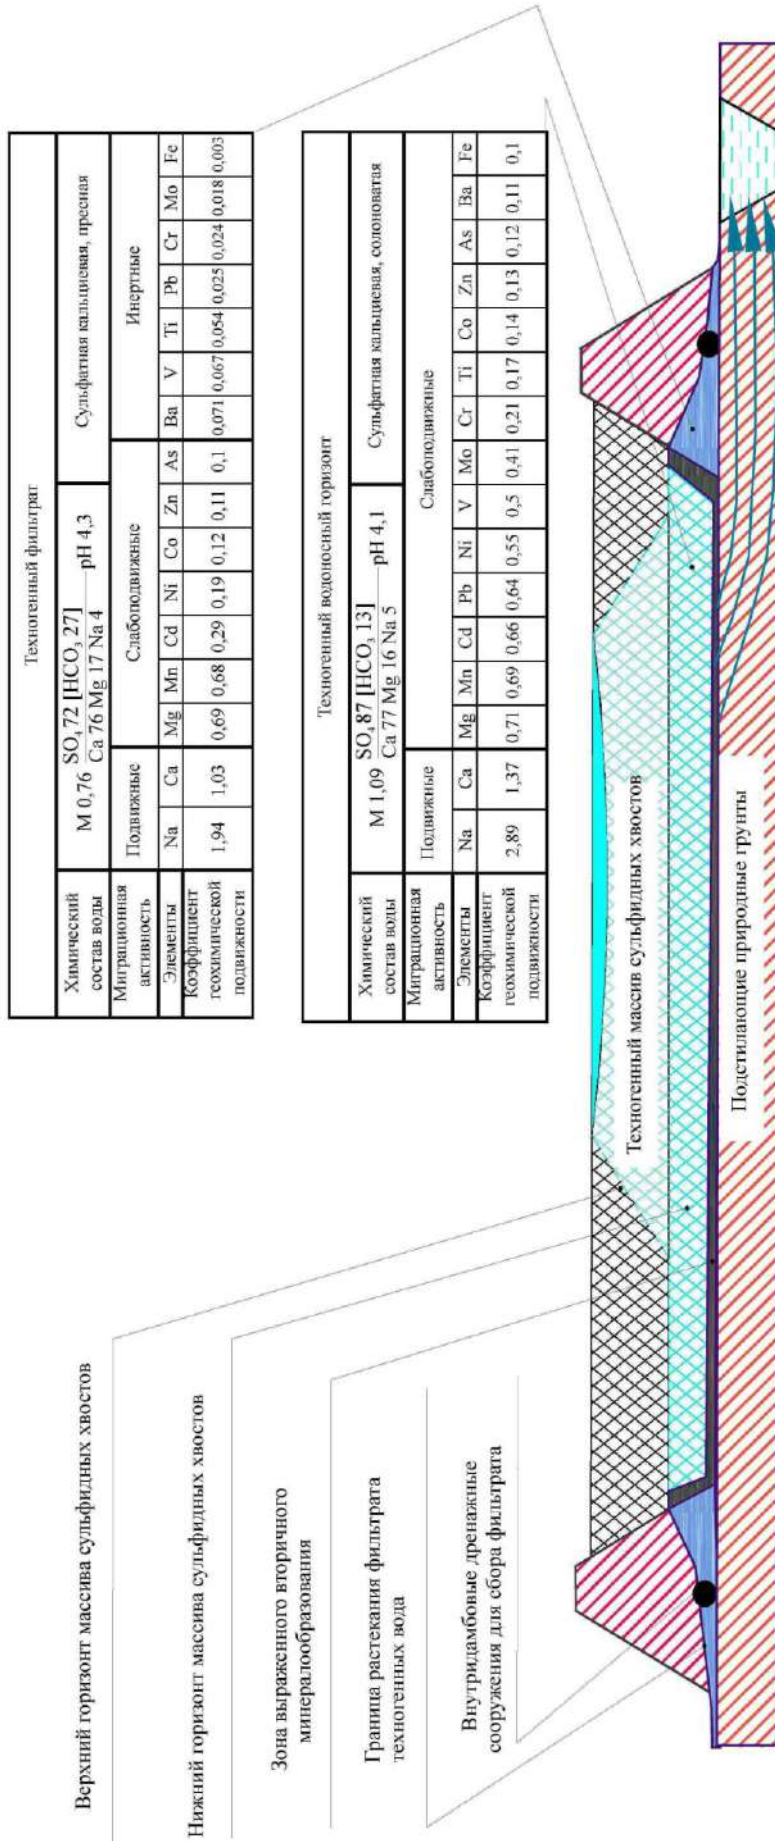 Техногенный фильтрат
Химический состав воды
М 0,76 SO₄ 72 [HCO₃ 27] / Ca 76 Mg 17 Na 4 pH 4,3
Сульфатная кальциевая, пресная
Миграционная активность
Подвижные
Слабоподвижные
Инертные
Элементы Na Ca Mg Mn Cd Ni Co Zn As Ba V Ti Pb Cr Mo Fe
Коэффициент геохимической подвижности 1,94 1,03 0,69 0,68 0,29 0,19 0,12 0,11 0,1 0,071 0,067 0,054 0,025 0,024 0,018 0,003
Техногенный водоносный горизонт
Химический состав воды
М 1,09 SO₄ 87 [HCO₃ 13] / Ca 77 Mg 16 Na 5 pH 4,1
Сульфатная кальциевая, солоноватая
Миграционная активность
Подвижные
Слабоподвижные
Элементы Na Ca Mg Mn Cd Pb Ni V Mo Cr Ti Co Zn As Ba Fe
Коэффициент геохимической подвижности 2,89 1,37 0,71 0,69 0,66 0,64 0,55 0,5 0,41 0,21 0,17 0,14 0,13 0,12 0,11 0,1
Верхний горизонт массива сульфидных хвостов
Нижний горизонт массива сульфидных хвостов
Зона выраженного вторичного
минералообразования
Граница растекания фильтрата
техногенных вода
Внутридамбовые дренажные
сооружения для сбора фильтрата
Техногенный массив сульфидных хвостов
Подстилающие природные грунты